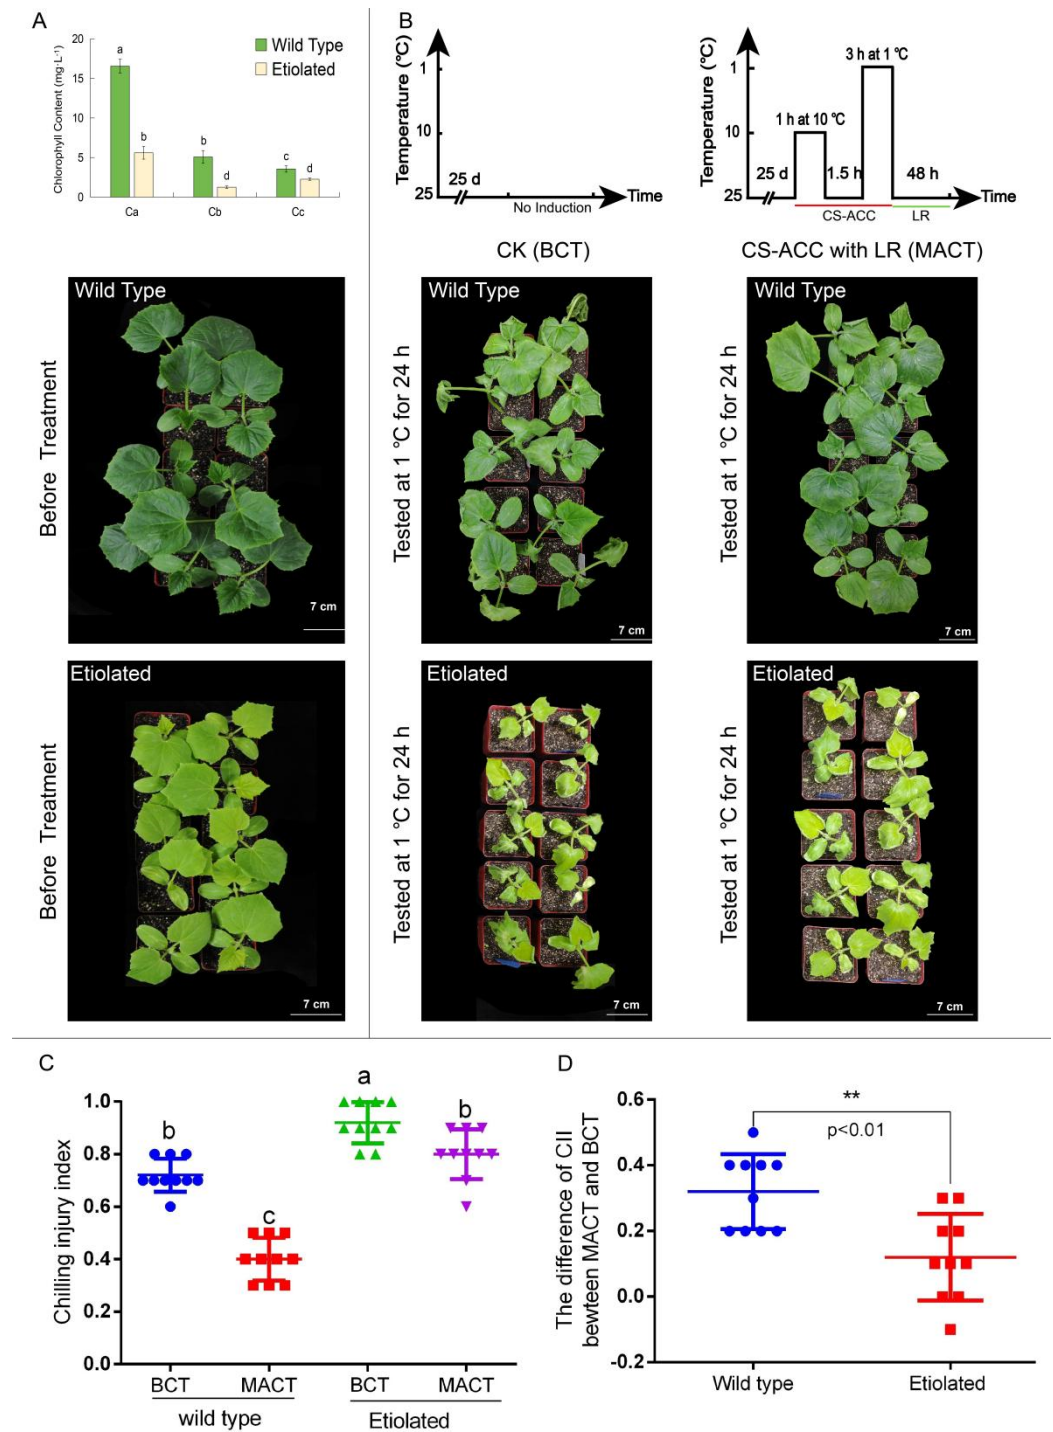 A
Chlorophyll Content (mg·L⁻¹)
20
15
10
5
0
a
b
b
d
c
d
Ca
Cb
Cc
Wild Type
Etiolated
B
Temperature (℃)
1
10
25
25 d
No Induction
Time
CK (BCT)
Temperature (℃)
1
10
25
25 d
1 h at 10 ℃
1.5 h
3 h at 1 ℃
48 h
Time
CS-ACC
LR
CS-ACC with LR (MACT)
Before Treatment
Wild Type
7 cm
Tested at 1 ℃ for 24 h
Wild Type
7 cm
Tested at 1 ℃ for 24 h
Wild Type
7 cm
Before Treatment
Etiolated
7 cm
Tested at 1 ℃ for 24 h
Etiolated
7 cm
Tested at 1 ℃ for 24 h
Etiolated
7 cm
C
Chilling injury index
1.0
0.8
0.6
0.4
0.2
0.0
b
c
a
b
BCT
MACT
BCT
MACT
wild type
Etiolated
D
The difference of CII
bewteen MACT and BCT
0.6
0.4
0.2
0.0
-0.2
**
p<0.01
Wild type
Etiolated